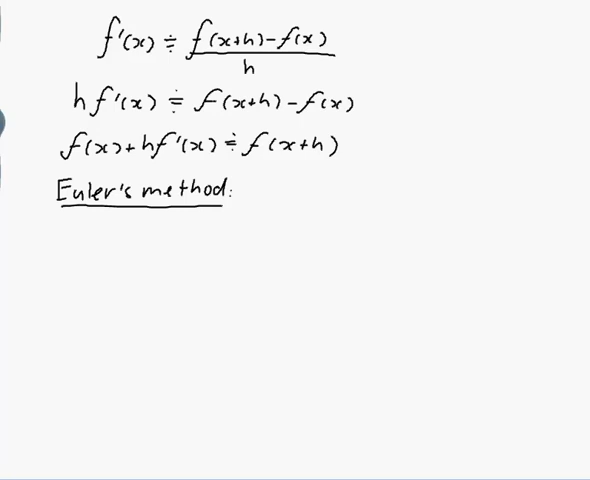 f'(x) ≑ f(x+h)-f(x) / h
hf'(x) ≑ f(x+h)-f(x)
f(x)+hf'(x) ≑ f(x+h)
Euler's method: